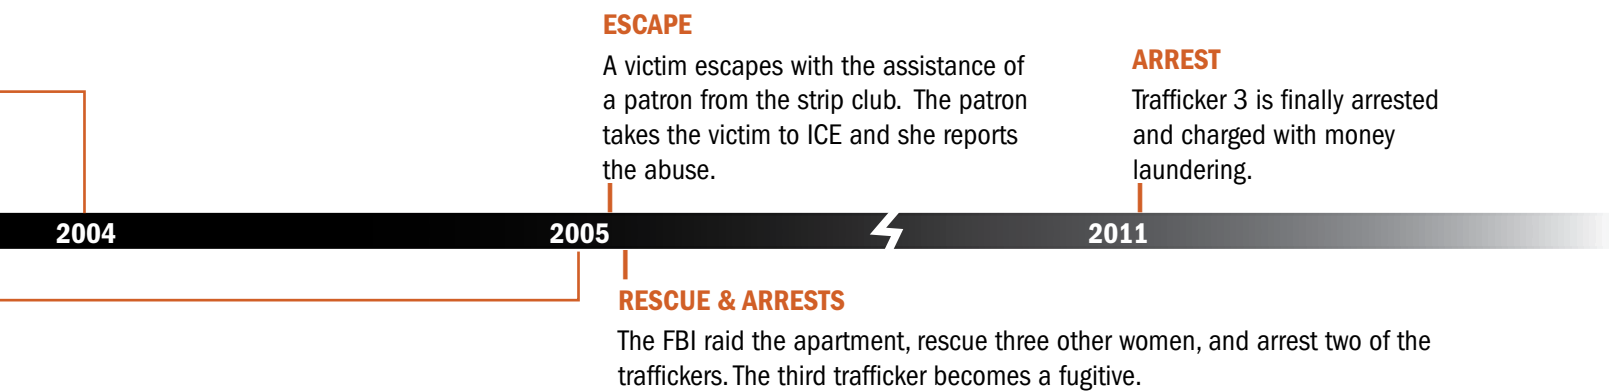 ESCAPE
A victim escapes with the assistance of
a patron from the strip club. The patron
takes the victim to ICE and she reports
the abuse.
ARREST
Trafficker 3 is finally arrested
and charged with money
laundering.
2004
2005
2011
RESCUE & ARRESTS
The FBI raid the apartment, rescue three other women, and arrest two of the
traffickers. The third trafficker becomes a fugitive.